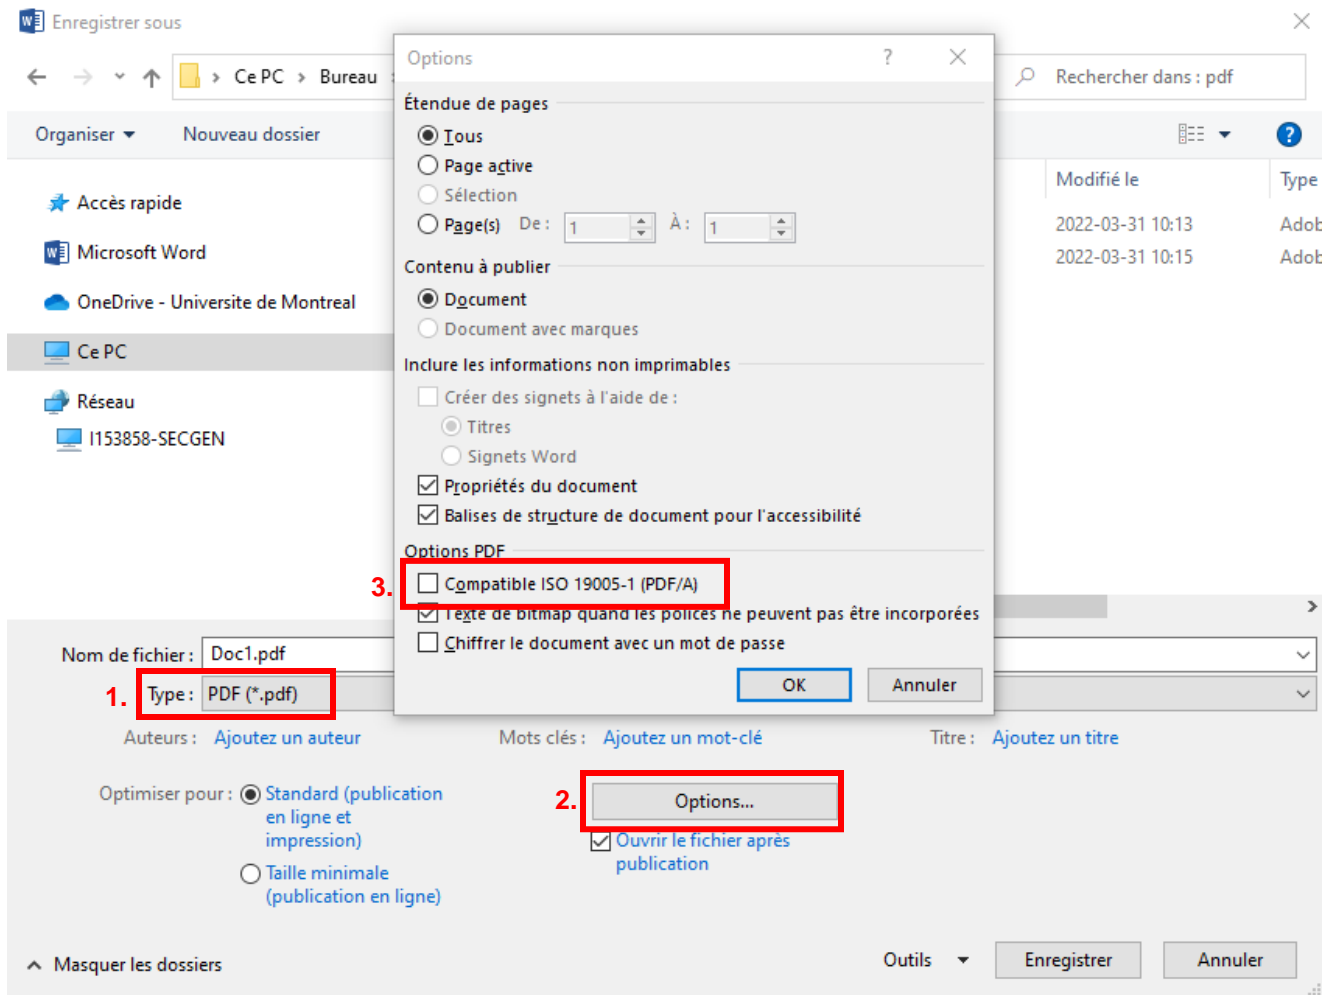 Enregistrer sous
Ce PC > Bureau
Rechercher dans : pdf
Organiser
Nouveau dossier
Modifié le
Type
Accès rapide
Microsoft Word
OneDrive - Universite de Montreal
Ce PC
Réseau
I153858-SECGEN
2022-03-31 10:13
Adob
2022-03-31 10:15
Adob
Options
?
Étendue de pages
Tous
Page active
Sélection
Page(s) De : 1 À : 1
Contenu à publier
Document
Document avec marques
Inclure les informations non imprimables
Créer des signets à l'aide de :
Titres
Signets Word
Propriétés du document
Balises de structure de document pour l'accessibilité
Options PDF
3. Compatible ISO 19005-1 (PDF/A)
Texte de bitmap quand les polices ne peuvent pas être incorporées
Chiffrer le document avec un mot de passe
OK
Annuler
Nom de fichier : Doc1.pdf
1. Type : PDF (*.pdf)
Auteurs : Ajoutez un auteur
Mots clés : Ajoutez un mot-clé
Titre : Ajoutez un titre
Optimiser pour : Standard (publication
en ligne et
impression)
Taille minimale
(publication en ligne)
2. Options...
Ouvrir le fichier après
publication
Masquer les dossiers
Outils
Enregistrer
Annuler